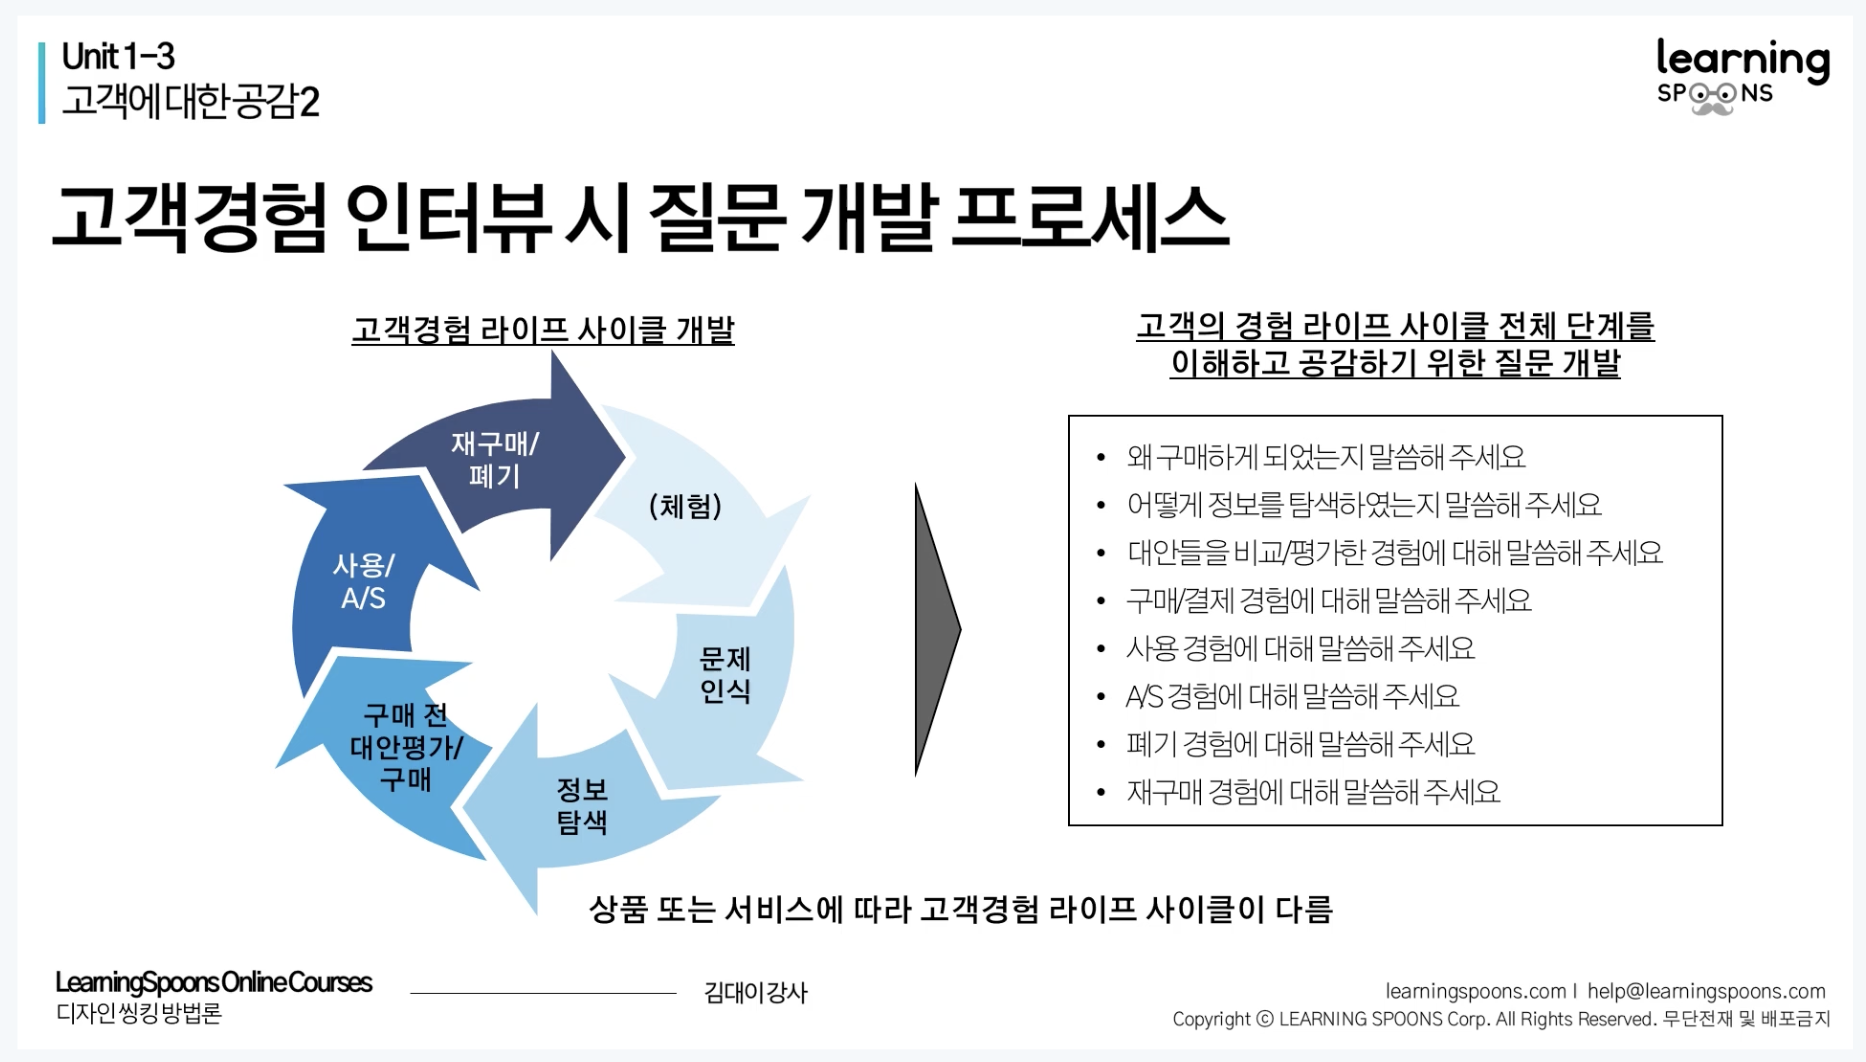 Unit 1-3
고객에 대한 공감2
learning
SPOONS
고객경험 인터뷰 시 질문 개발 프로세스
고객경험 라이프 사이클 개발
재구매/
폐기
(체험)
문제
인식
정보
탐색
구매 전
대안평가/
구매
사용/
A/S
고객의 경험 라이프 사이클 전체 단계를
이해하고 공감하기 위한 질문 개발
• 왜 구매하게 되었는지 말씀해 주세요
• 어떻게 정보를 탐색하였는지 말씀해 주세요
• 대안들을 비교/평가한 경험에 대해 말씀해 주세요
• 구매/결제 경험에 대해 말씀해 주세요
• 사용 경험에 대해 말씀해 주세요
• A/S 경험에 대해 말씀해 주세요
• 폐기 경험에 대해 말씀해 주세요
• 재구매 경험에 대해 말씀해 주세요
상품 또는 서비스에 따라 고객경험 라이프 사이클이 다름
LearningSpoons Online Courses
디자인씽킹 방법론
김대이 강사
learningspoons.com I help@learningspoons.com
Copyright ⓒ LEARNING SPOONS Corp. All Rights Reserved. 무단전재 및 배포금지